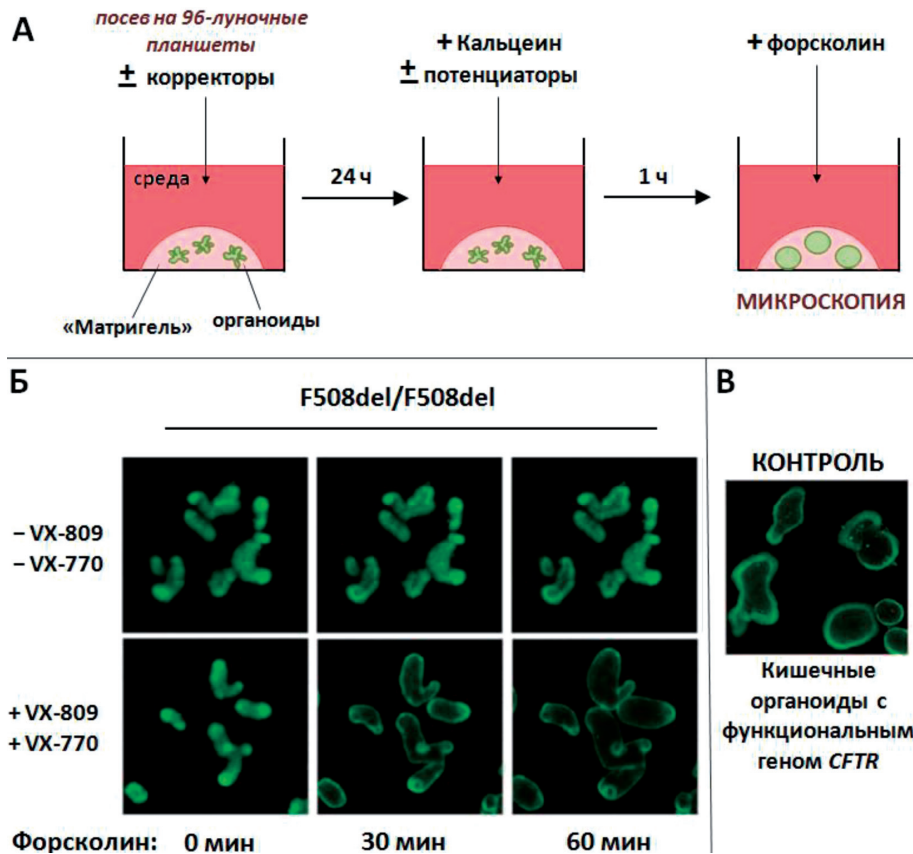 А
посев на 96-луночные
планшеты
± корректоры
+ Кальцеин
± потенциаторы
+ форсколин
среда
24 ч
1 ч
«Матригель»
органоиды
МИКРОСКОПИЯ
Б
F508del/F508del
– VX-809
– VX-770
+ VX-809
+ VX-770
Форсколин: 0 мин 30 мин 60 мин
В
КОНТРОЛЬ
Кишечные
органоиды с
функциональным
геном CFTR